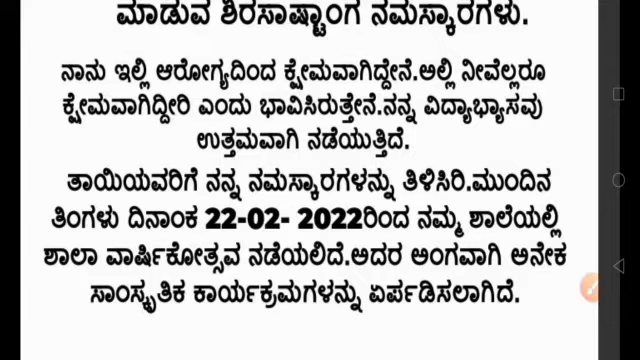 ಮಾಡುವ ಶಿರಸಾಷ್ಟಾಂಗ ನಮಸ್ಕಾರಗಳು.
ನಾನು ಇಲ್ಲಿ ಆರೋಗ್ಯದಿಂದ ಕ್ಷೇಮವಾಗಿದ್ದೇನೆ.ಅಲ್ಲಿ ನೀವೆಲ್ಲರೂ
ಕ್ಷೇಮವಾಗಿದ್ದೀರಿ ಎಂದು ಭಾವಿಸಿರುತ್ತೇನೆ.ನನ್ನ ವಿದ್ಯಾಭ್ಯಾಸವು
ಉತ್ತಮವಾಗಿ ನಡೆಯುತ್ತಿದೆ.
ತಾಯಿಯವರಿಗೆ ನನ್ನ ನಮಸ್ಕಾರಗಳನ್ನು ತಿಳಿಸಿರಿ.ಮುಂದಿನ
ತಿಂಗಳು ದಿನಾಂಕ 22-02- 2022ರಿಂದ ನಮ್ಮ ಶಾಲೆಯಲ್ಲಿ
ಶಾಲಾ ವಾರ್ಷಿಕೋತ್ಸವ ನಡೆಯಲಿದೆ.ಅದರ ಅಂಗವಾಗಿ ಅನೇಕ
ಸಾಂಸ್ಕೃತಿಕ ಕಾರ್ಯಕ್ರಮಗಳನ್ನು ಏರ್ಪಡಿಸಲಾಗಿದೆ.